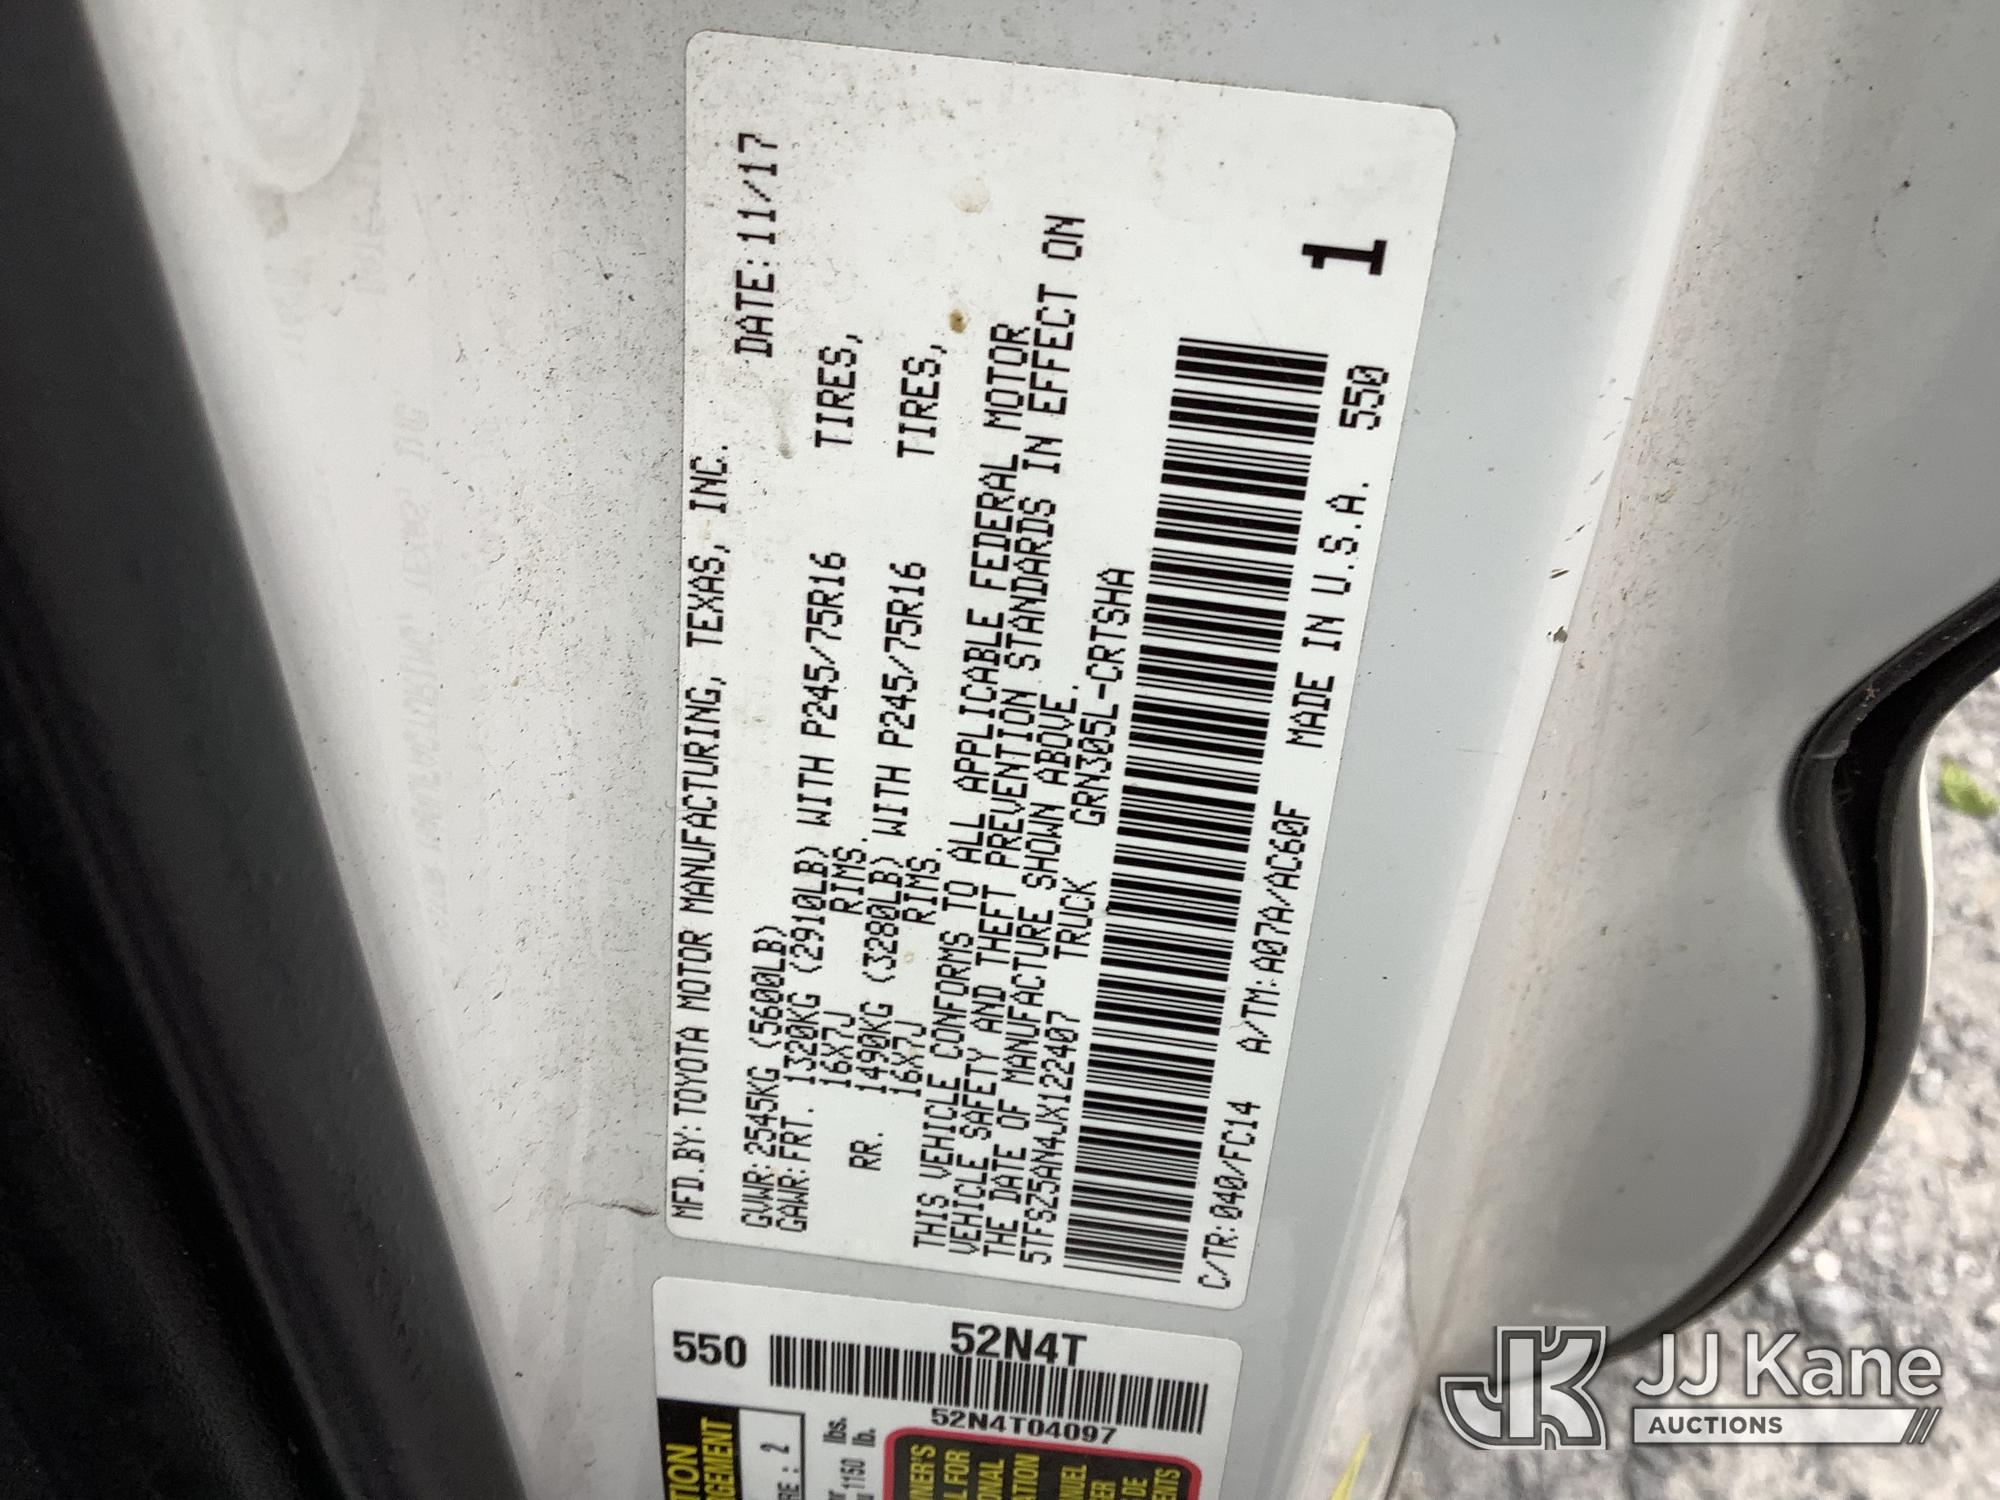 MFD.BY:TOYOTA MOTOR MANUFACTURING, TEXAS, INC.
DATE:11/17
GVWR:2545KG (5600LB)
GAWR:FRT. 1320KG (2910LB) WITH P245/75R16 TIRES,
16X7J RIMS.
RR. 1490KG (3280LB) WITH P245/75R16 TIRES,
16X7J RIMS.
THIS VEHICLE CONFORMS TO ALL APPLICABLE FEDERAL MOTOR
VEHICLE SAFETY AND THEFT PREVENTION STANDARDS IN EFFECT ON
THE DATE OF MANUFACTURE SHOWN ABOVE.
5TFSZ5AN4JX122407 TRUCK GRN305L-CRTSHA
C/TR:040/FC14 A/TM:A07A/AC60F MADE IN U.S.A. 550
1
550
52N4T
52N4T04097
1150 lbs.
lb.
JJ Kane
AUCTIONS